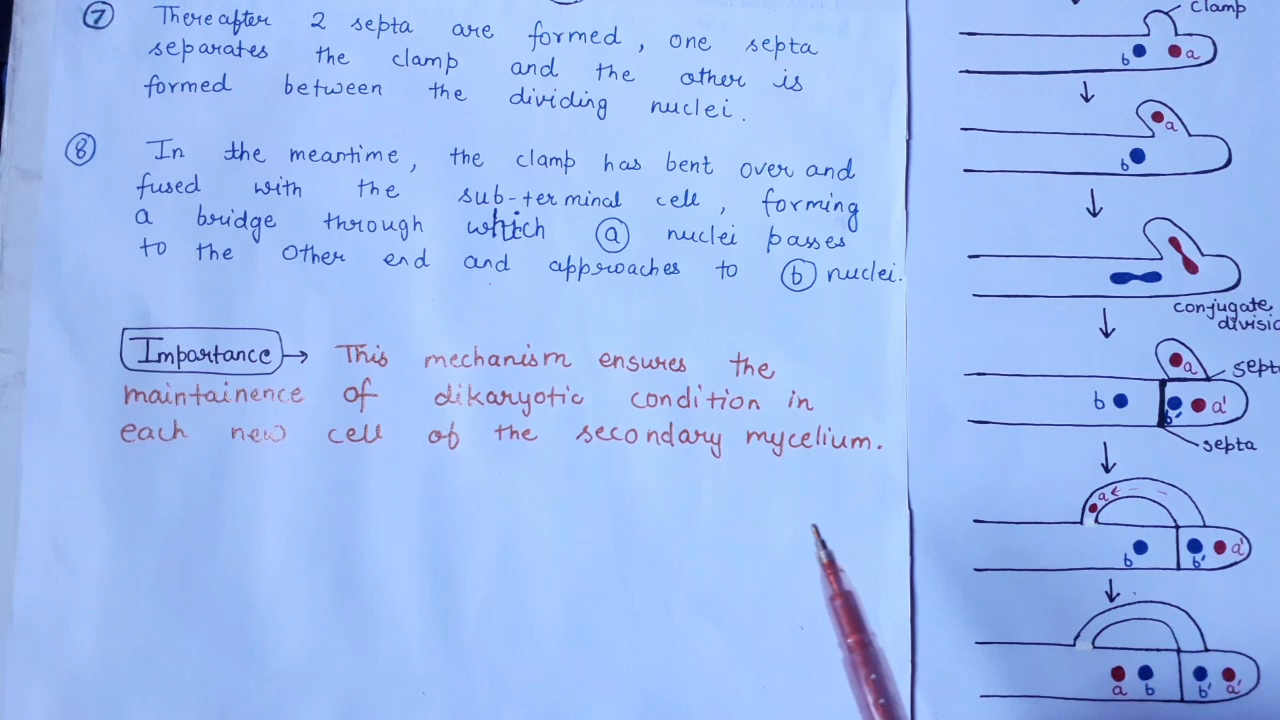 7 Thereafter 2 septa are formed, one septa
separates the clamp and the other is
formed between the dividing nuclei.
8 In the meantime, the clamp has bent over and
fused with the sub-terminal cell, forming
a bridge through which a nuclei passes
to the other end and approaches to b nuclei.
Importance → This mechanism ensures the
maintainence of dikaryotic condition in
each new cell of the secondary mycelium.
clamp
b a
a
b
conjugate
divisio
a
septa
b b' a'
septa
a
b b' a'
a b b' a'